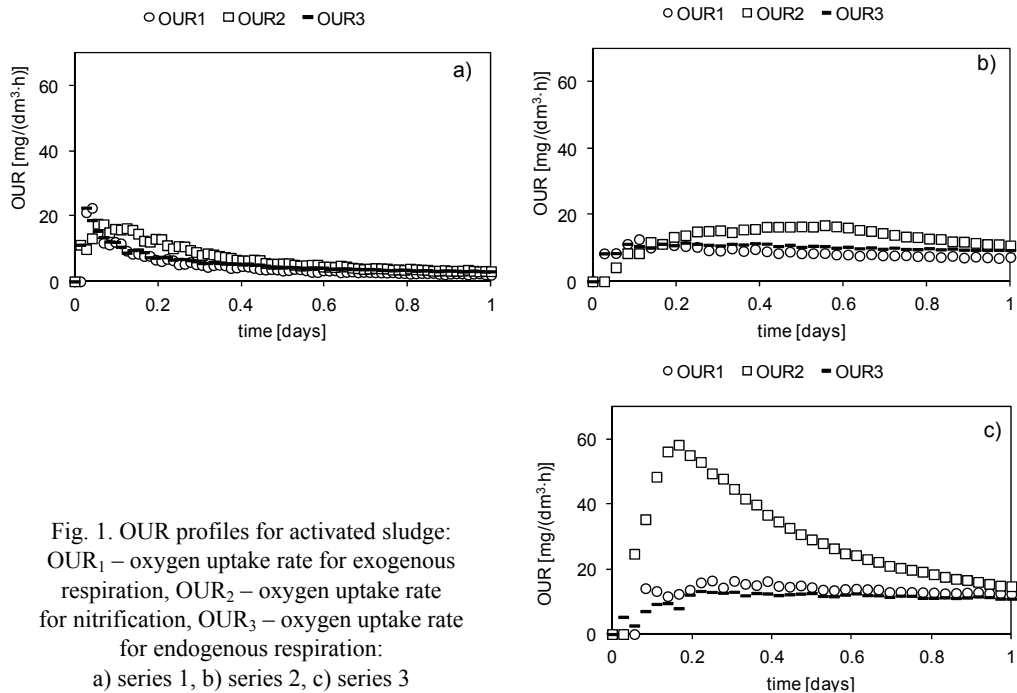 ○ OUR1 □ OUR2 – OUR3
a)
60
40
20
0
OUR [mg/(dm³·h)]
0 0.2 0.4 0.6 0.8 1
time [days]
○ OUR1 □ OUR2 – OUR3
b)
60
40
20
0
OUR [mg/(dm³·h)]
0 0.2 0.4 0.6 0.8 1
time [days]
○ OUR1 □ OUR2 – OUR3
c)
60
40
20
0
OUR [mg/(dm³·h)]
0 0.2 0.4 0.6 0.8 1
time [days]
Fig. 1. OUR profiles for activated sludge:
OUR₁ – oxygen uptake rate for exogenous
respiration, OUR₂ – oxygen uptake rate
for nitrification, OUR₃ – oxygen uptake rate
for endogenous respiration:
a) series 1, b) series 2, c) series 3